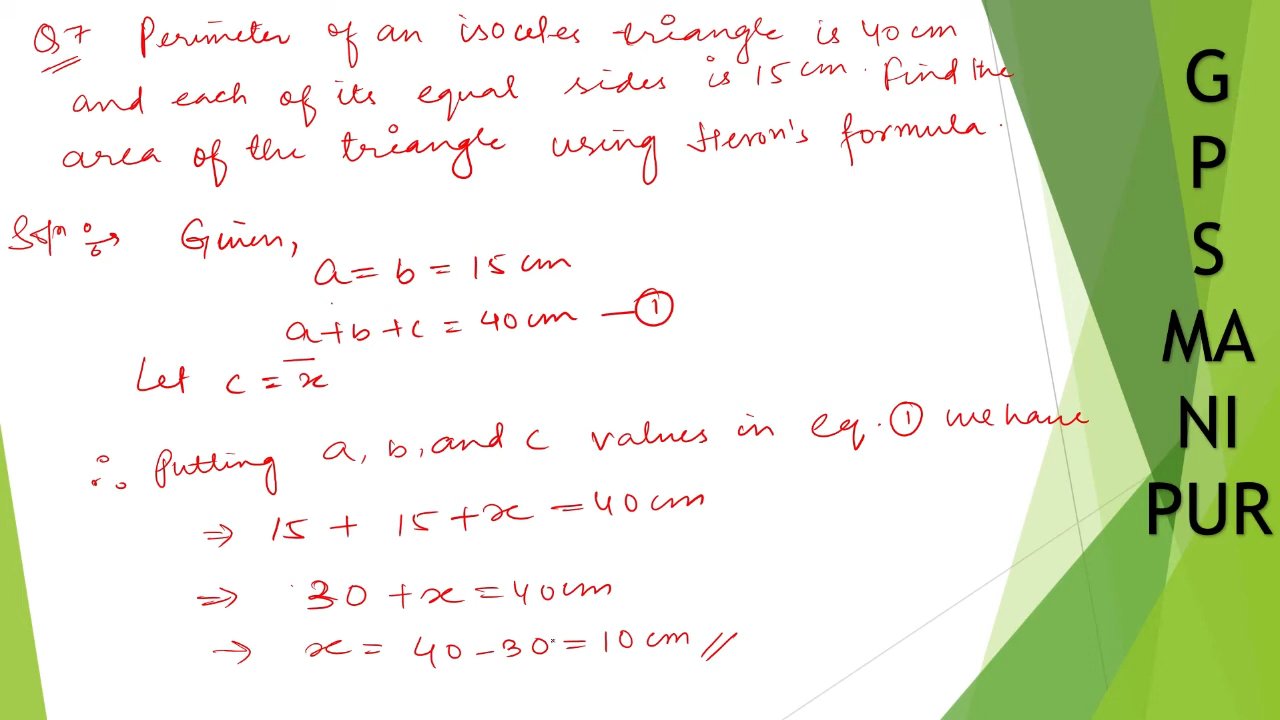 Q7 Perimeter of an isoceles triangle is 40 cm
and each of its equal sides is 15 cm. Find the
area of the triangle using Heron's formula.
Soln :→ Given,
a = b = 15 cm
a + b + c = 40 cm — ①
Let c = x
∴ Putting a, b, and c values in eq. ① we have
⇒ 15 + 15 + x = 40 cm
⇒ 30 + x = 40 cm
→ x = 40 - 30 = 10 cm //
G
P
S
MA
NI
PUR